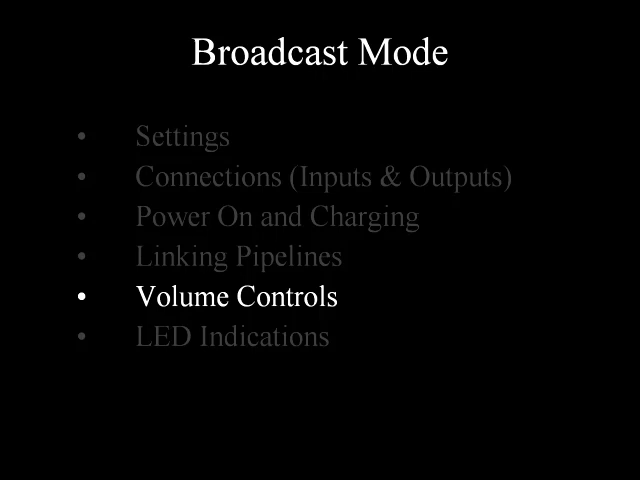 Broadcast Mode
• Settings
• Connections (Inputs & Outputs)
• Power On and Charging
• Linking Pipelines
• Volume Controls
• LED Indications